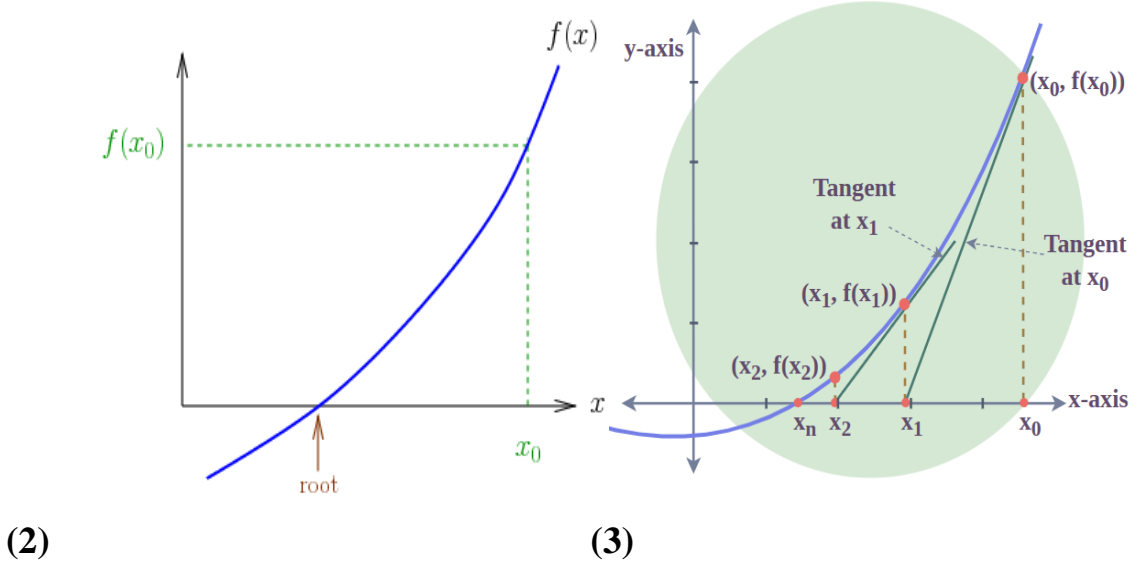 f(x)
f(x₀)
x
x₀
root
(2)
y-axis
(x₀, f(x₀))
Tangent
at x₁
Tangent
at x₀
(x₁, f(x₁))
(x₂, f(x₂))
x-axis
xₙ x₂ x₁ x₀
(3)